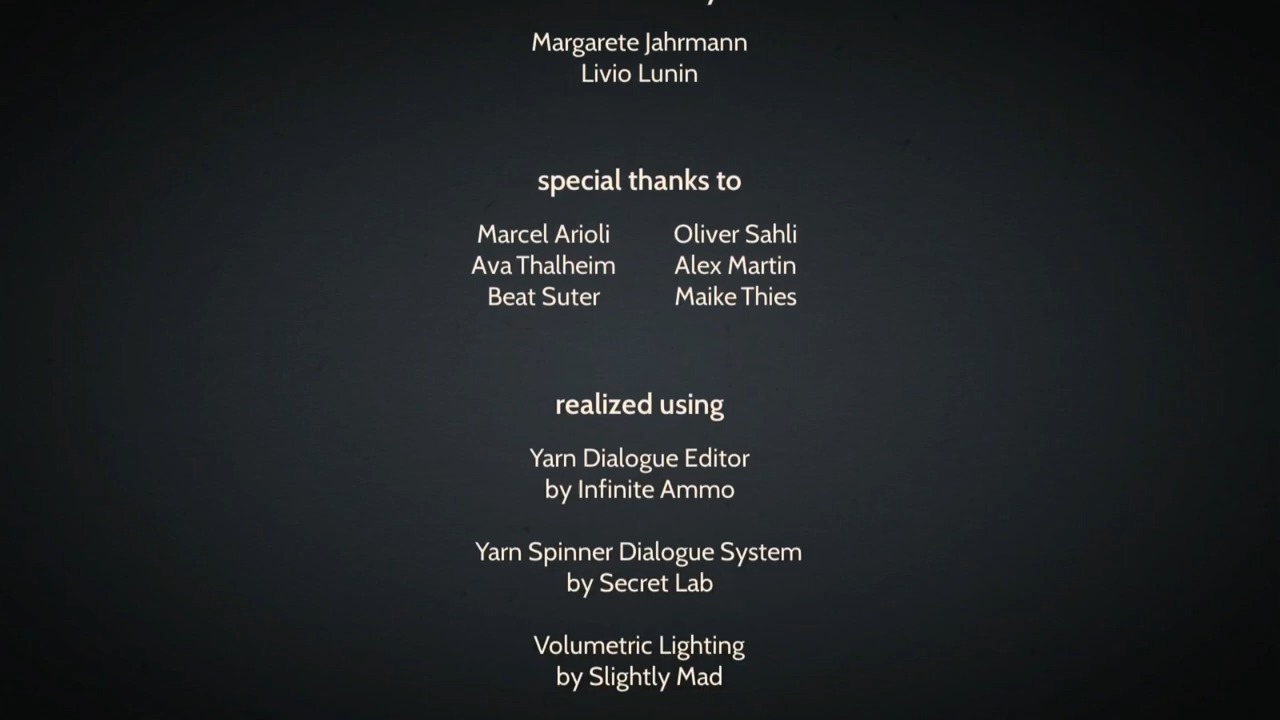 Margarete Jahrmann
Livio Lunin
special thanks to
Marcel Arioli
Oliver Sahli
Ava Thalheim
Alex Martin
Beat Suter
Maike Thies
realized using
Yarn Dialogue Editor
by Infinite Ammo
Yarn Spinner Dialogue System
by Secret Lab
Volumetric Lighting
by Slightly Mad